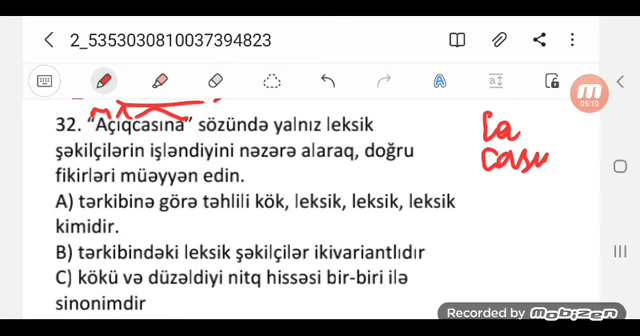 2_5353030810037394823
03:10
32. “Açıqcasına” sözündə yalnız leksik
şəkilçilərin işləndiyini nəzərə alaraq, doğru
fikirləri müəyyən edin.
A) tərkibinə görə təhlili kök, leksik, leksik, leksik
kimidir.
B) tərkibindəki leksik şəkilçilər ikivariantlıdır
C) kökü və düzəldiyi nitq hissəsi bir-biri ilə
sinonimdir
Recorded by Mobizen